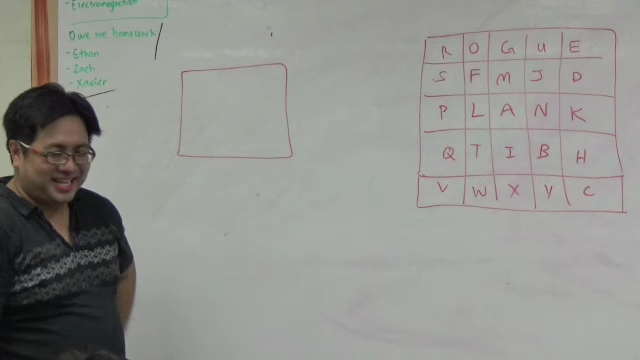 Electromagnetism
Owe me homework
- Ethan
- Zach
- Xavier
R O G U E
S F M J D
P L A N K
Q T I B H
V W X Y C